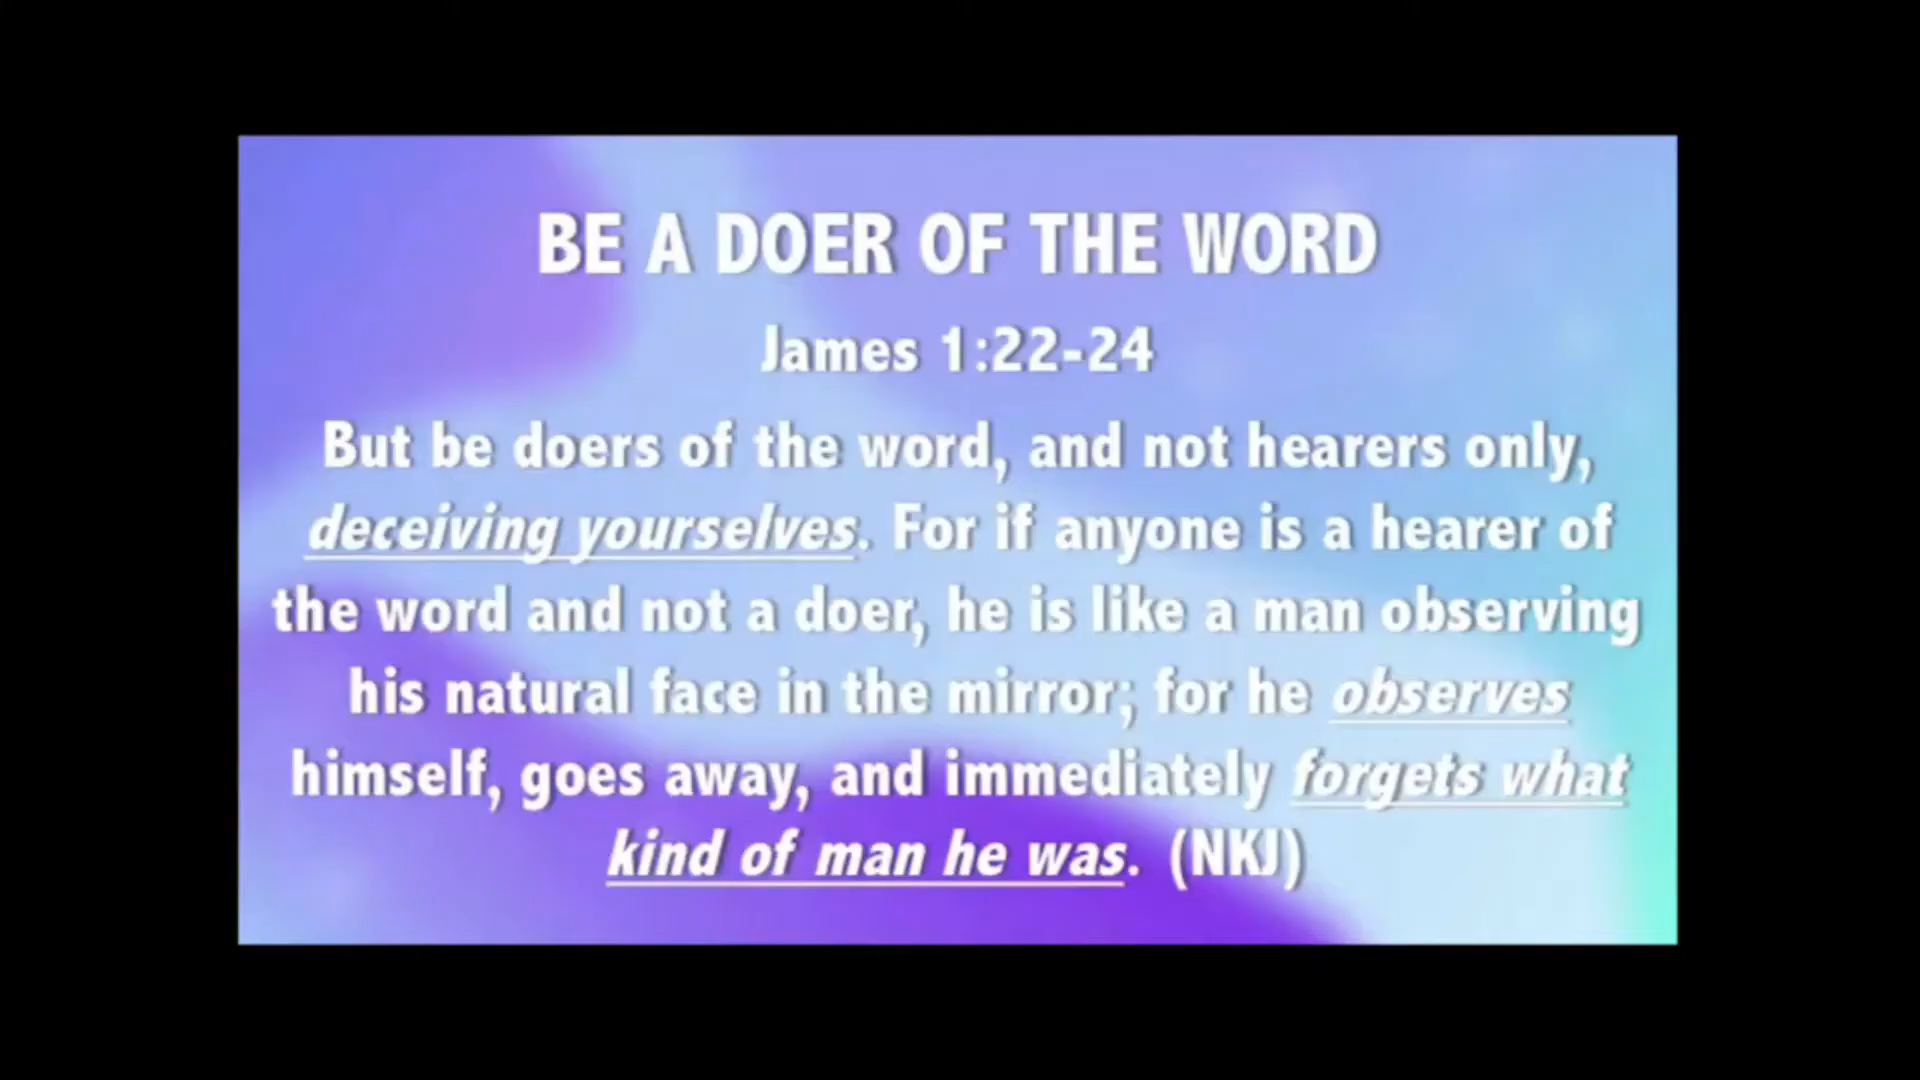 BE A DOER OF THE WORD
James 1:22-24
But be doers of the word, and not hearers only,
deceiving yourselves. For if anyone is a hearer of
the word and not a doer, he is like a man observing
his natural face in the mirror; for he observes
himself, goes away, and immediately forgets what
kind of man he was. (NKJ)